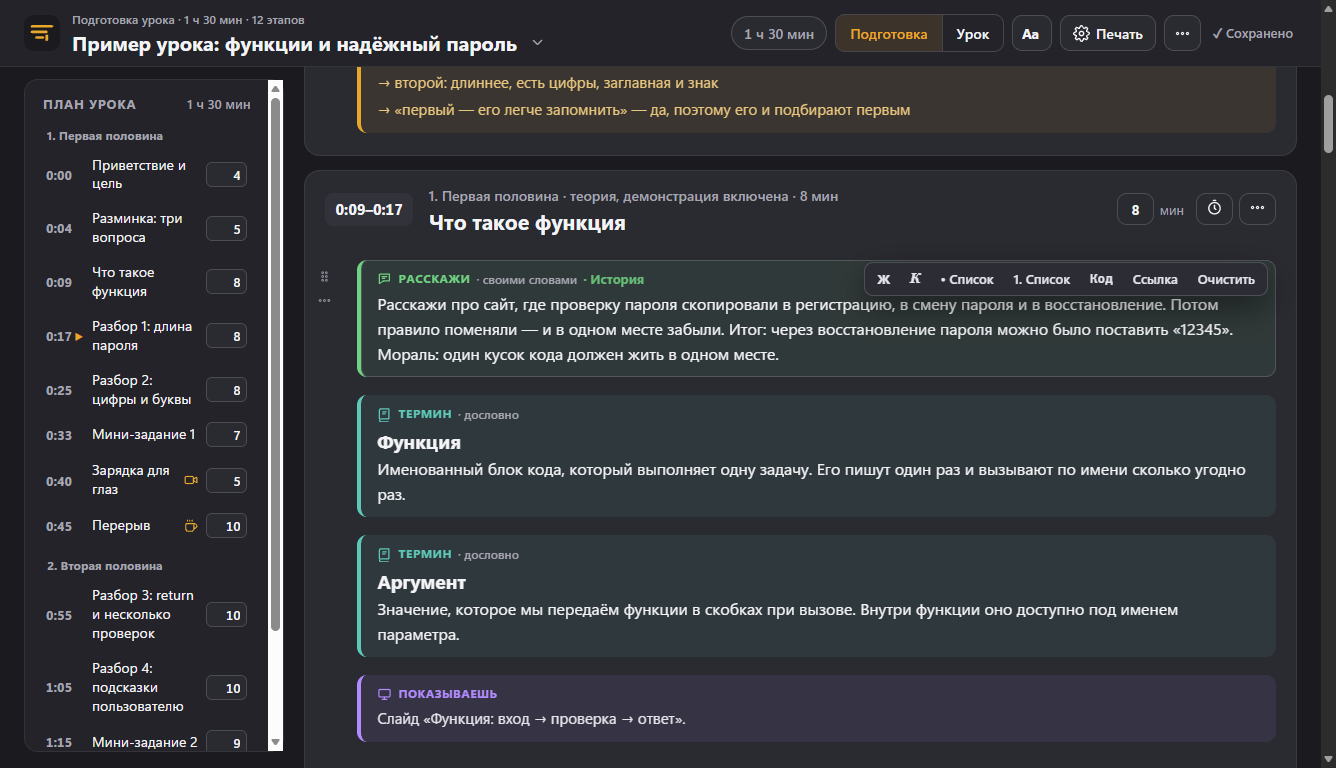 Подготовка урока · 1 ч 30 мин · 12 этапов
Пример урока: функции и надёжный пароль
1 ч 30 мин
Подготовка
Урок
Аа
Печать
✓ Сохранено
ПЛАН УРОКА
1 ч 30 мин
1. Первая половина
0:00 Приветствие и цель 4
0:04 Разминка: три вопроса 5
0:09 Что такое функция 8
0:17 Разбор 1: длина пароля 8
0:25 Разбор 2: цифры и буквы 8
0:33 Мини-задание 1 7
0:40 Зарядка для глаз 5
0:45 Перерыв 10
2. Вторая половина
0:55 Разбор 3: return и несколько проверок 10
1:05 Разбор 4: подсказки пользователю 10
1:15 Мини-задание 2 9
→ второй: длиннее, есть цифры, заглавная и знак
→ «первый — его легче запомнить» — да, поэтому его и подбирают первым
0:09–0:17
1. Первая половина · теория, демонстрация включена · 8 мин
Что такое функция
8 мин
РАССКАЖИ · своими словами · История
Ж К • Список 1. Список Код Ссылка Очистить
Расскажи про сайт, где проверку пароля скопировали в регистрацию, в смену пароля и в восстановление. Потом
правило поменяли — и в одном месте забыли. Итог: через восстановление пароля можно было поставить «12345».
Мораль: один кусок кода должен жить в одном месте.
ТЕРМИН · дословно
Функция
Именованный блок кода, который выполняет одну задачу. Его пишут один раз и вызывают по имени сколько угодно
раз.
ТЕРМИН · дословно
Аргумент
Значение, которое мы передаём функции в скобках при вызове. Внутри функции оно доступно под именем
параметра.
ПОКАЗЫВАЕШЬ
Слайд «Функция: вход → проверка → ответ».